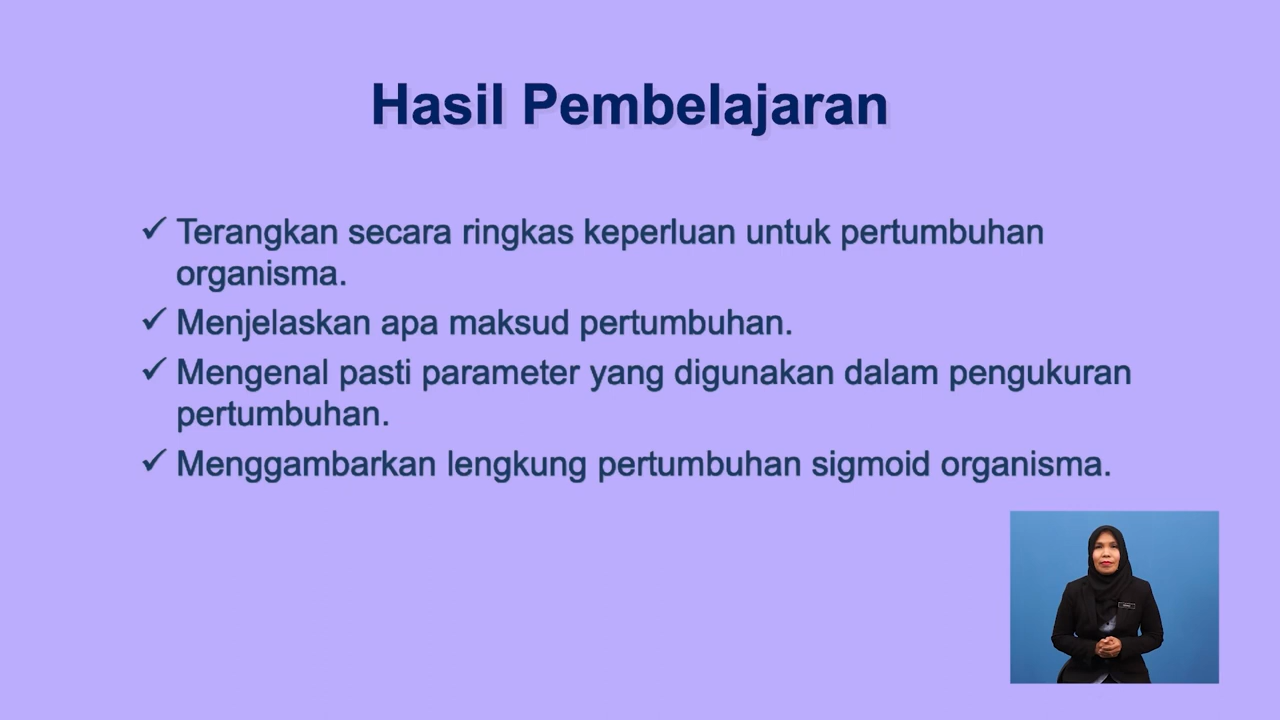 Hasil Pembelajaran
✓ Terangkan secara ringkas keperluan untuk pertumbuhan
organisma.
✓ Menjelaskan apa maksud pertumbuhan.
✓ Mengenal pasti parameter yang digunakan dalam pengukuran
pertumbuhan.
✓ Menggambarkan lengkung pertumbuhan sigmoid organisma.